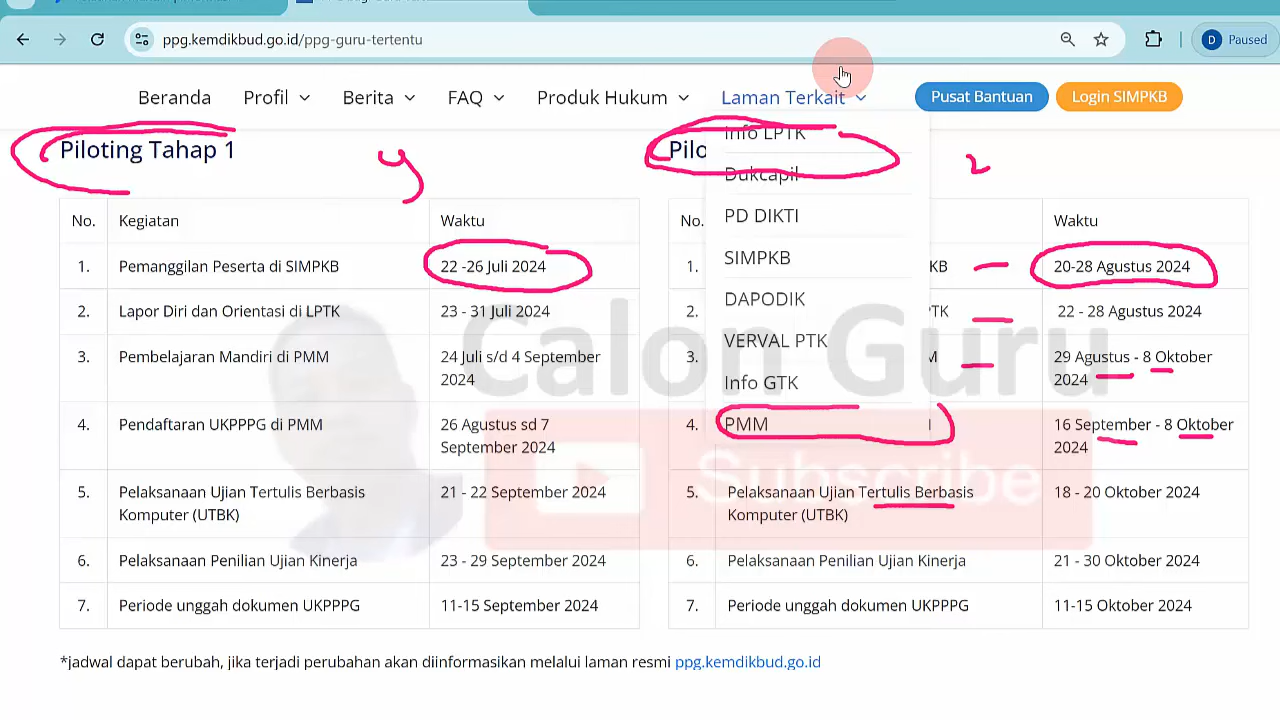 ppg.kemdikbud.go.id/ppg-guru-tertentu
D Paused
Beranda Profil Berita FAQ Produk Hukum Laman Terkait Pusat Bantuan Login SIMPKB
Info LPTK
Dukcapil
PD DIKTI
SIMPKB
DAPODIK
VERVAL PTK
Info GTK
PMM
Piloting Tahap 1
No. Kegiatan Waktu
1. Pemanggilan Peserta di SIMPKB 22 -26 Juli 2024
2. Lapor Diri dan Orientasi di LPTK 23 - 31 Juli 2024
3. Pembelajaran Mandiri di PMM 24 Juli s/d 4 September
2024
4. Pendaftaran UKPPPG di PMM 26 Agustus sd 7
September 2024
5. Pelaksanaan Ujian Tertulis Berbasis 21 - 22 September 2024
Komputer (UTBK)
6. Pelaksanaan Penilian Ujian Kinerja 23 - 29 September 2024
7. Periode unggah dokumen UKPPPG 11-15 September 2024
Pilo
2
No. Waktu
1. KB 20-28 Agustus 2024
2. PTK 22 - 28 Agustus 2024
3. M 29 Agustus - 8 Oktober
2024
4. 16 September - 8 Oktober
2024
5. Pelaksanaan Ujian Tertulis Berbasis 18 - 20 Oktober 2024
Komputer (UTBK)
6. Pelaksanaan Penilian Ujian Kinerja 21 - 30 Oktober 2024
7. Periode unggah dokumen UKPPPG 11-15 Oktober 2024
*jadwal dapat berubah, jika terjadi perubahan akan diinformasikan melalui laman resmi ppg.kemdikbud.go.id
Calon Guru
Subscribe